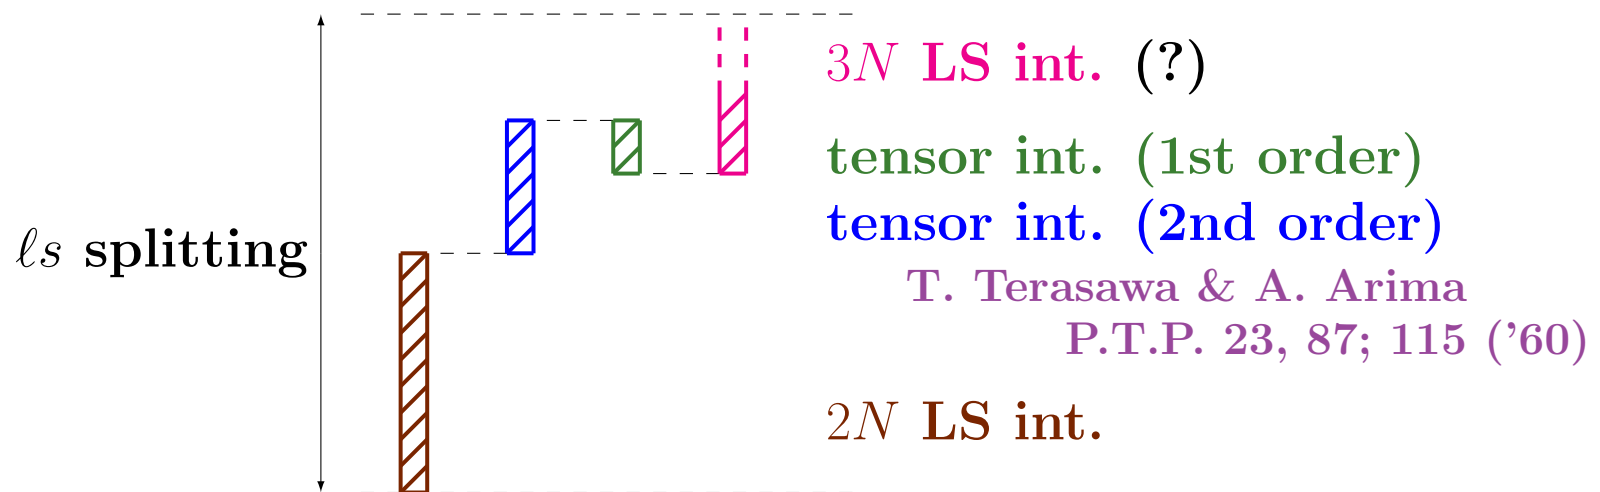 3N LS int. (?)
tensor int. (1st order)
tensor int. (2nd order)
ℓs splitting
T. Terasawa & A. Arima
P.T.P. 23, 87; 115 ('60)
2N LS int.